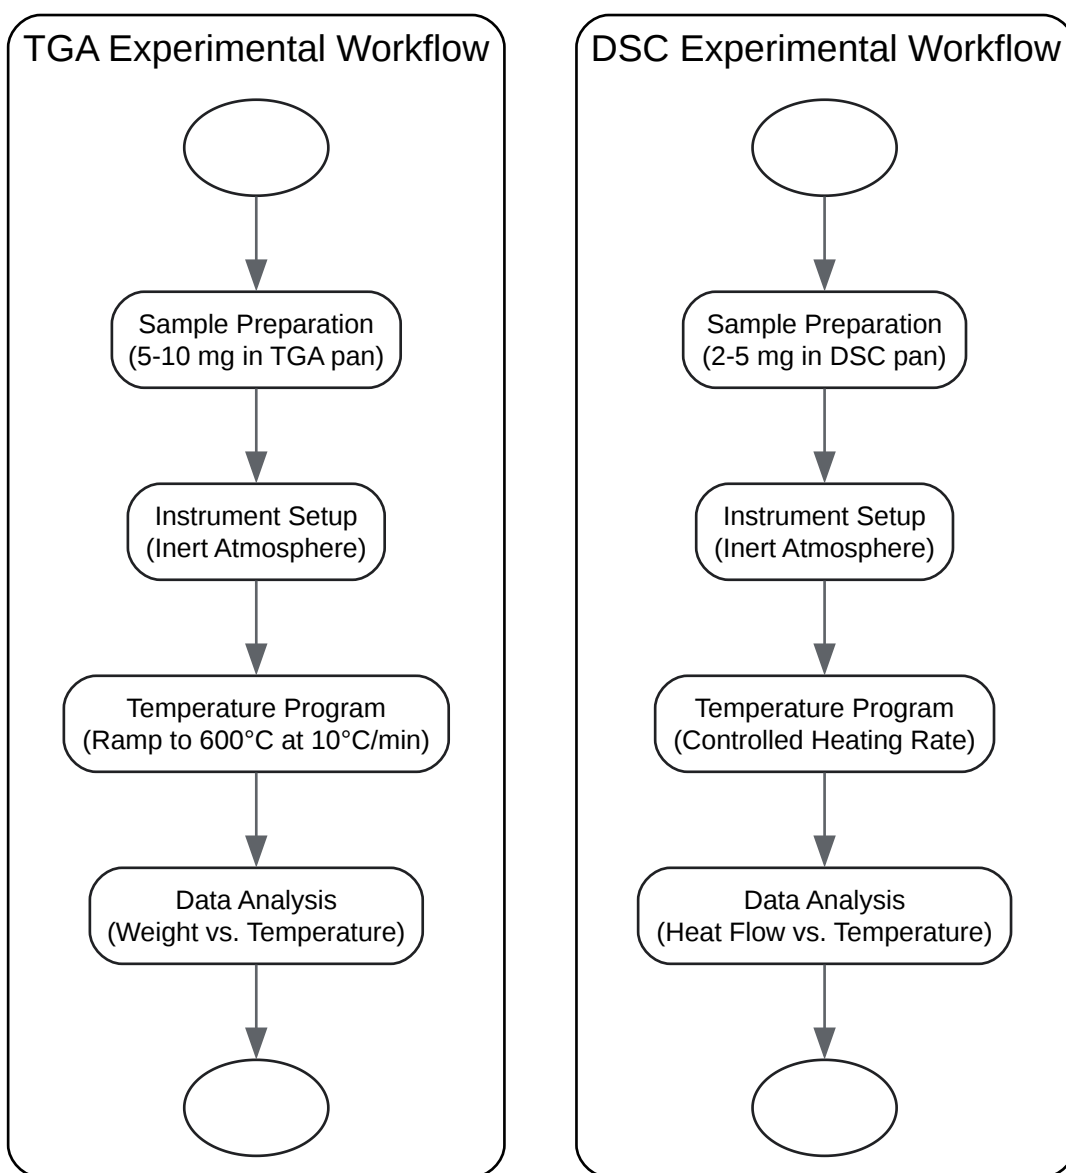 TGA Experimental Workflow
Sample Preparation
(5-10 mg in TGA pan)
Instrument Setup
(Inert Atmosphere)
Temperature Program
(Ramp to 600°C at 10°C/min)
Data Analysis
(Weight vs. Temperature)
DSC Experimental Workflow
Sample Preparation
(2-5 mg in DSC pan)
Instrument Setup
(Inert Atmosphere)
Temperature Program
(Controlled Heating Rate)
Data Analysis
(Heat Flow vs. Temperature)